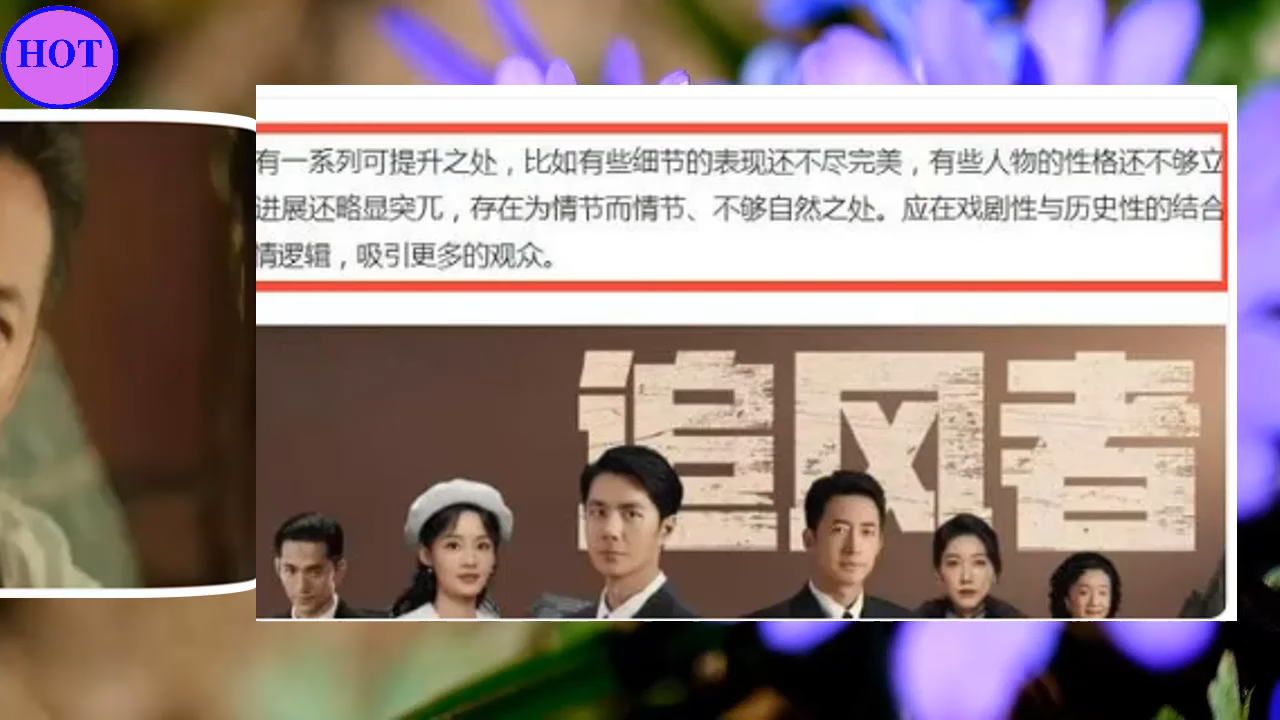 HOT
有一系列可提升之处，比如有些细节的表现还不尽完美，有些人物的性格还不够立
进展还略显突兀，存在为情节而情节、不够自然之处。应在戏剧性与历史性的结合
情逻辑，吸引更多的观众。
追风者